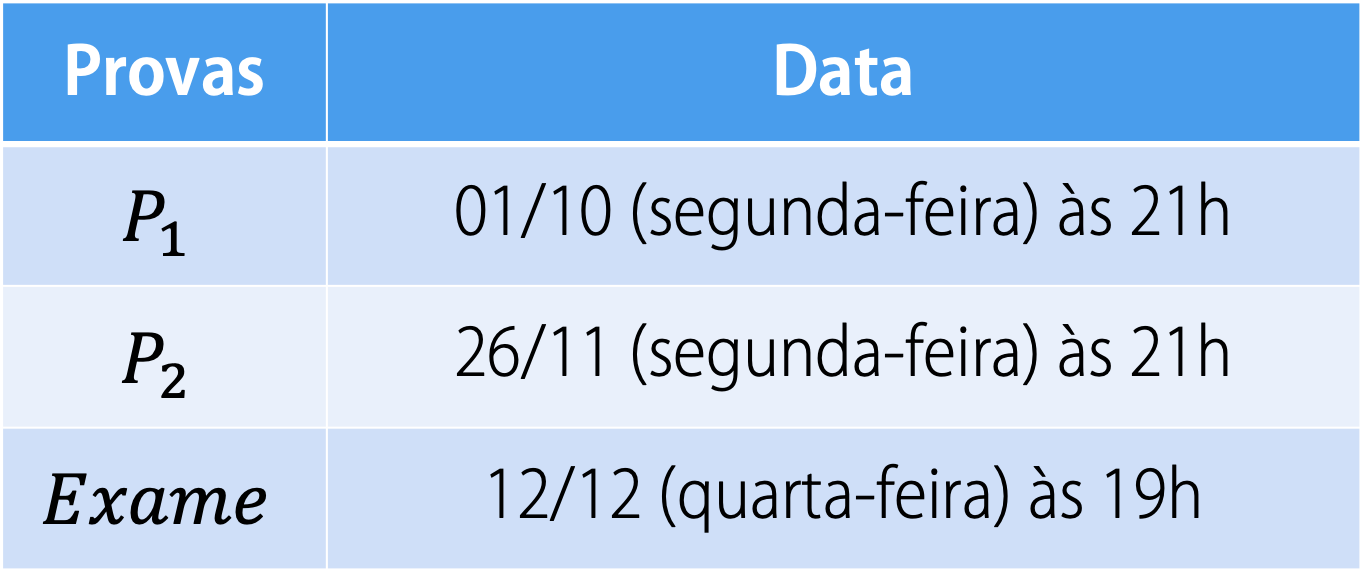 Provas Data
P1 01/10 (segunda-feira) às 21h
P2 26/11 (segunda-feira) às 21h
Exame 12/12 (quarta-feira) às 19h